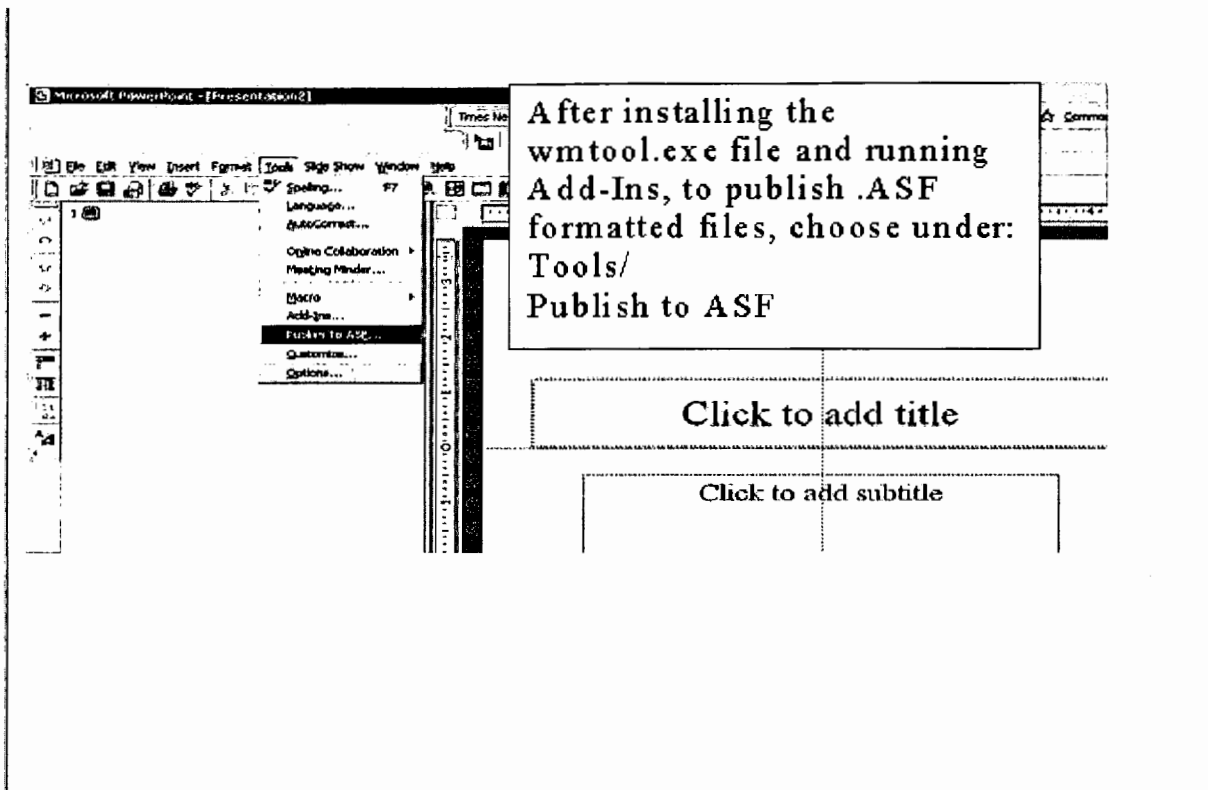 Microsoft PowerPoint - [Presentation2]
Times Ne
File Edit View Insert Format Tools Slide Show Window Help
Spelling... F7
Language...
AutoCorrect...
Online Collaboration
Meeting Minder...
Macro
Add-Ins...
Publish to ASF...
Customize...
Options...
1
After installing the
wmtool.exe file and running
Add-Ins, to publish .ASF
formatted files, choose under:
Tools/
Publish to ASF
Click to add title
Click to add subtitle